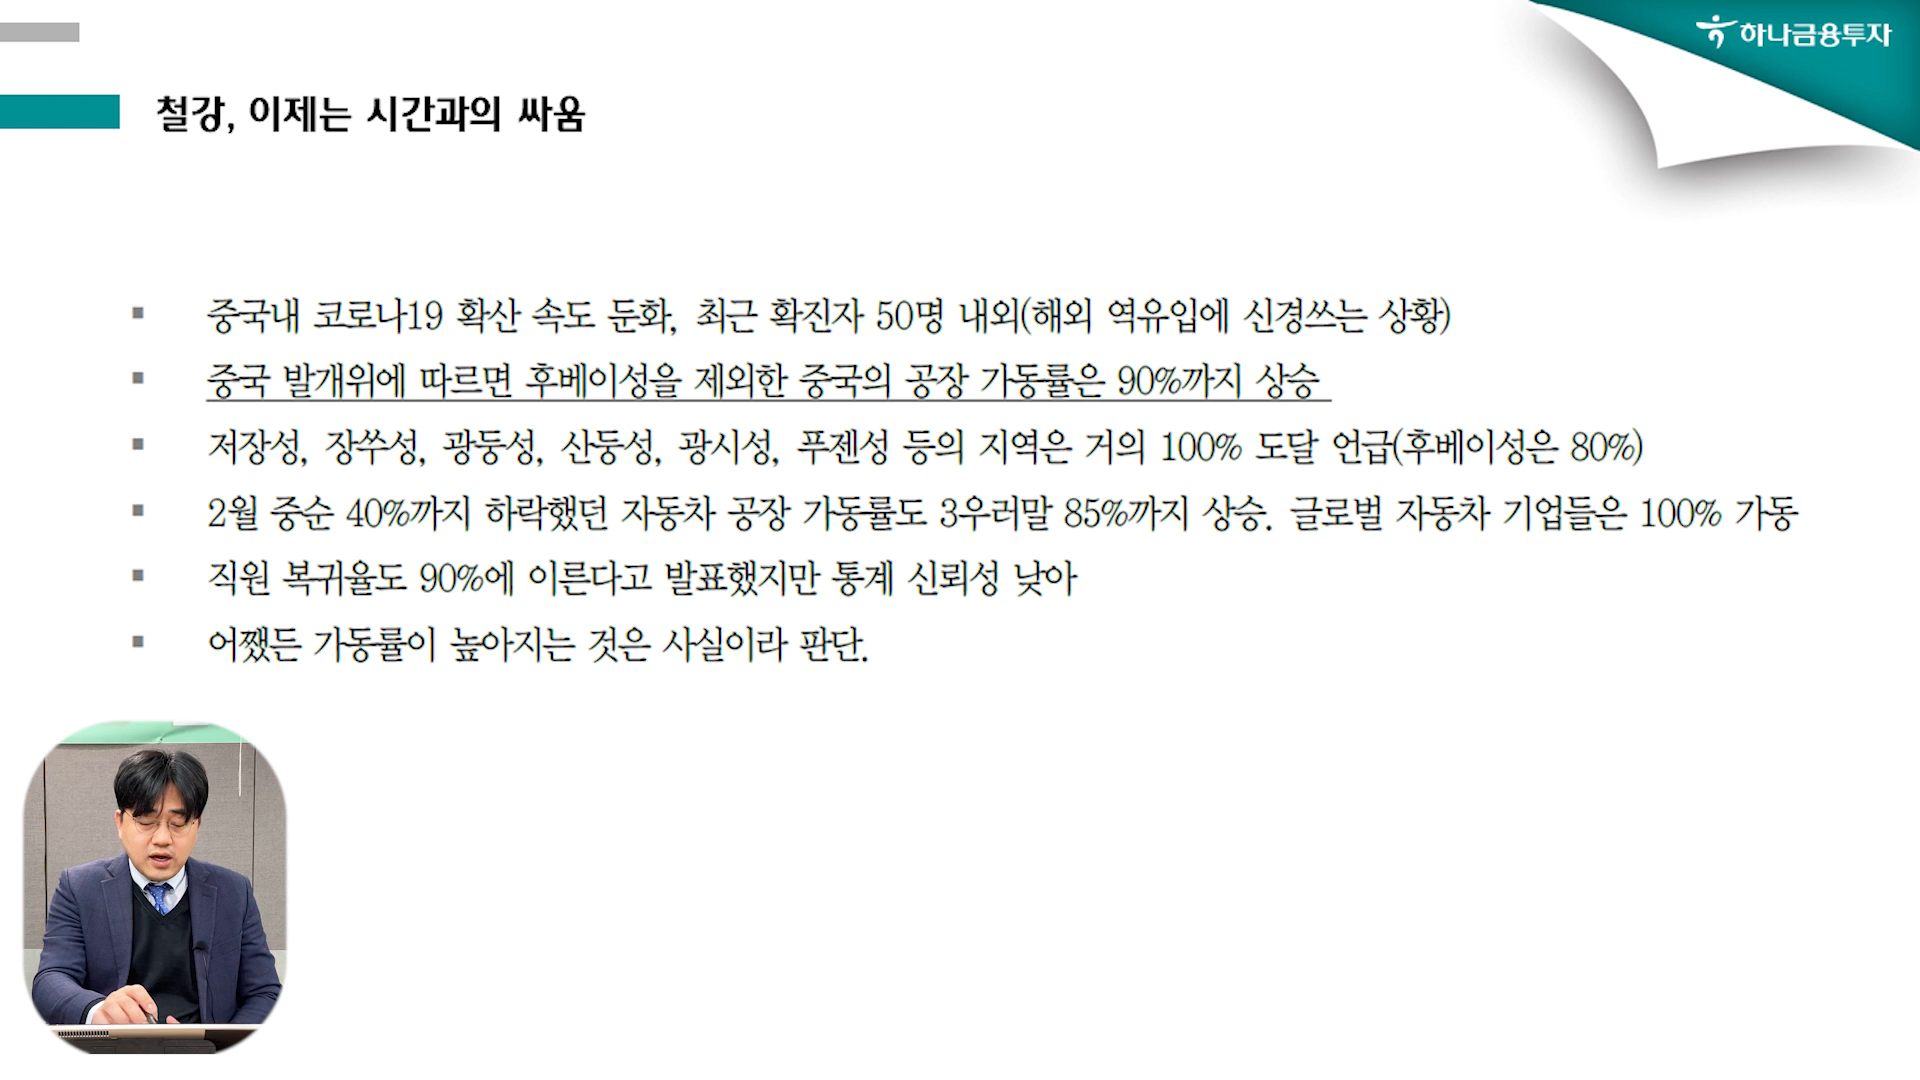 하나금융투자
철강, 이제는 시간과의 싸움
▪ 중국내 코로나19 확산 속도 둔화, 최근 확진자 50명 내외(해외 역유입에 신경쓰는 상황)
▪ 중국 발개위에 따르면 후베이성을 제외한 중국의 공장 가동률은 90%까지 상승
▪ 저장성, 장쑤성, 광둥성, 산둥성, 광시성, 푸젠성 등의 지역은 거의 100% 도달 언급(후베이성은 80%)
▪ 2월 중순 40%까지 하락했던 자동차 공장 가동률도 3우러말 85%까지 상승. 글로벌 자동차 기업들은 100% 가동
▪ 직원 복귀율도 90%에 이른다고 발표했지만 통계 신뢰성 낮아
▪ 어쨌든 가동률이 높아지는 것은 사실이라 판단.